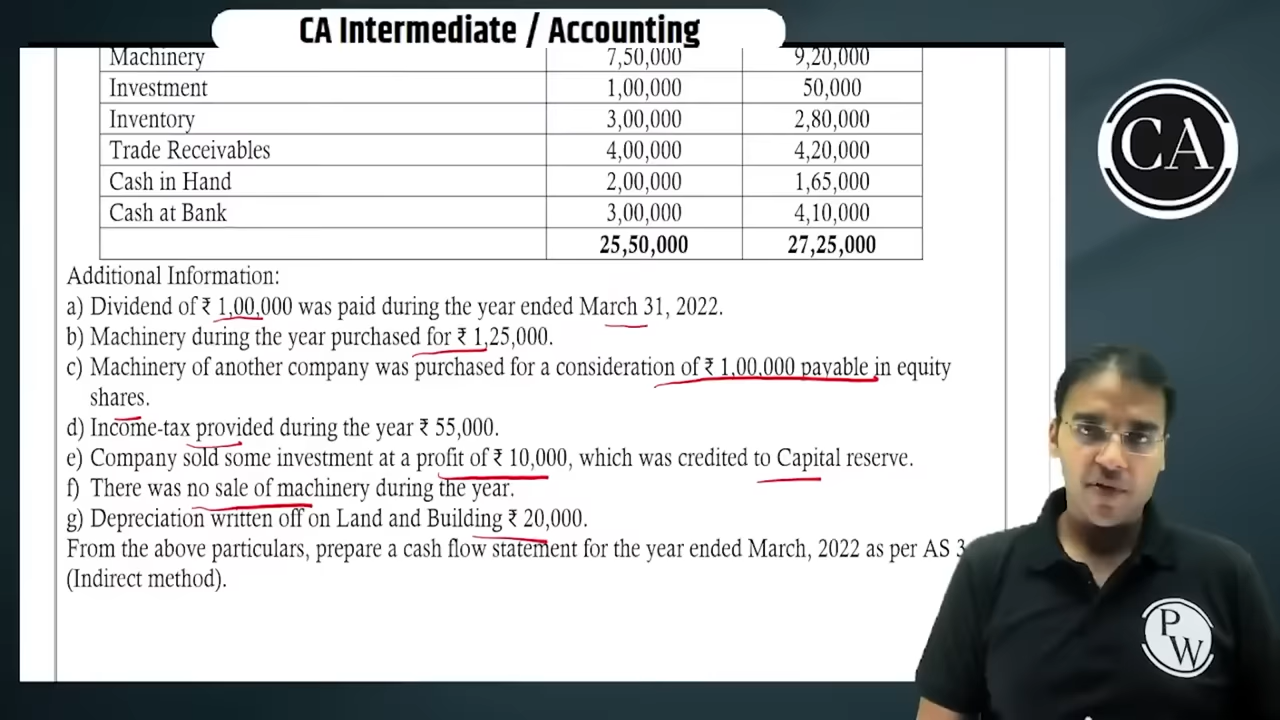 CA Intermediate / Accounting
Machinery 7,50,000 9,20,000
Investment 1,00,000 50,000
Inventory 3,00,000 2,80,000
Trade Receivables 4,00,000 4,20,000
Cash in Hand 2,00,000 1,65,000
Cash at Bank 3,00,000 4,10,000
25,50,000 27,25,000
Additional Information:
a) Dividend of ₹ 1,00,000 was paid during the year ended March 31, 2022.
b) Machinery during the year purchased for ₹ 1,25,000.
c) Machinery of another company was purchased for a consideration of ₹ 1,00,000 payable in equity
shares.
d) Income-tax provided during the year ₹ 55,000.
e) Company sold some investment at a profit of ₹ 10,000, which was credited to Capital reserve.
f) There was no sale of machinery during the year.
g) Depreciation written off on Land and Building ₹ 20,000.
From the above particulars, prepare a cash flow statement for the year ended March, 2022 as per AS 3
(Indirect method).
CA
P
W